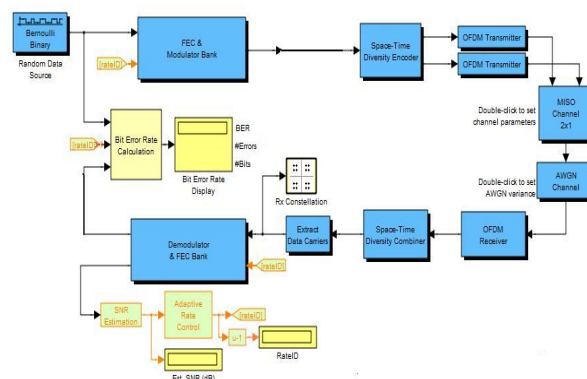 Bernoulli
Binary
Random Data
Source
[rateID]
FEC &
Modulator Bank
Space-Time
Diversity Encoder
OFDM Transmitter
OFDM Transmitter
Double-click to set
channel parameters
MISO
Channel
2x1
[rateID]
Bit Error Rate
Calculation
BER
#Errors
#Bits
Bit Error Rate
Display
Rx Constellation
Double-click to set
AWGN variance
AWGN
Channel
Demodulator
& FEC Bank
Extract
Data Carriers
Space-Time
Diversity Combiner
OFDM
Receiver
[rateID]
SNR
Estimation
Adaptive
Rate
Control
[rateID]
u-1
RateID
Est. SNR (dB)